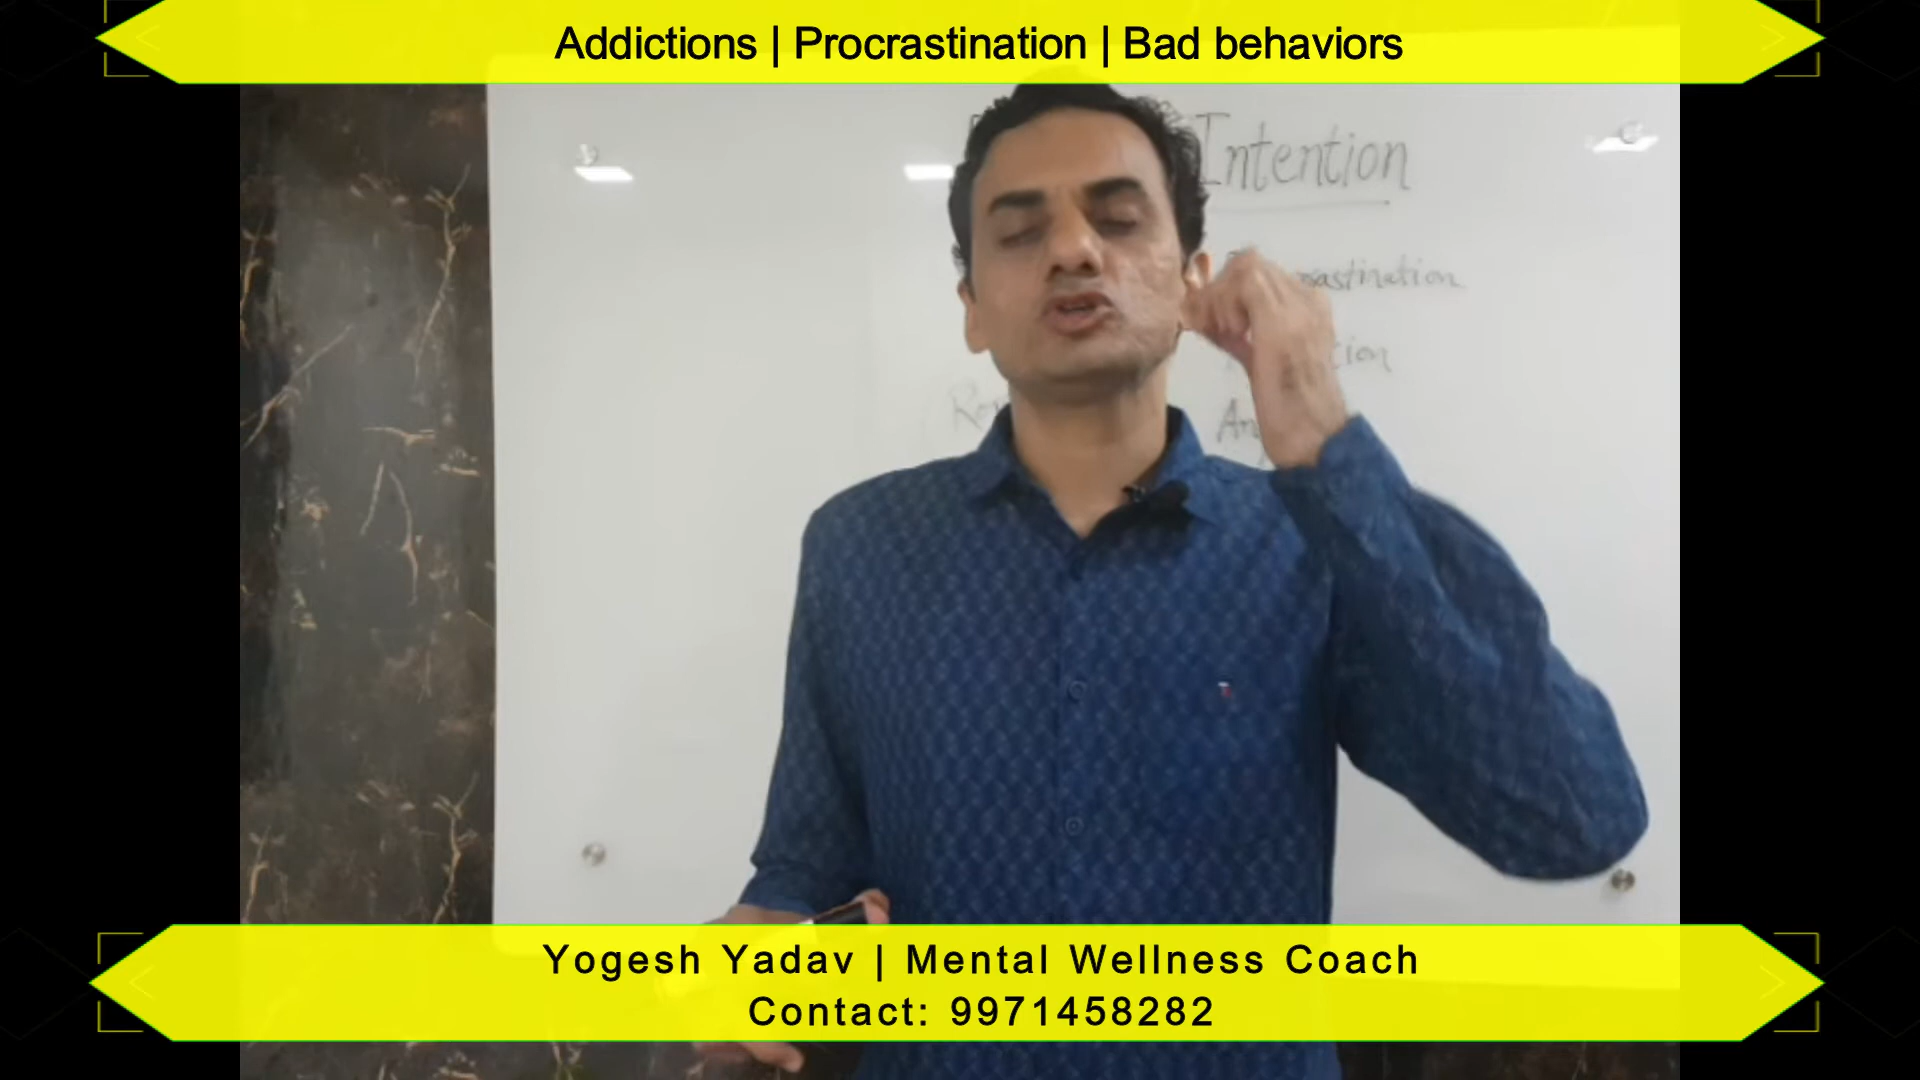 Addictions | Procrastination | Bad behaviors
Intention
Yogesh Yadav | Mental Wellness Coach
Contact: 9971458282